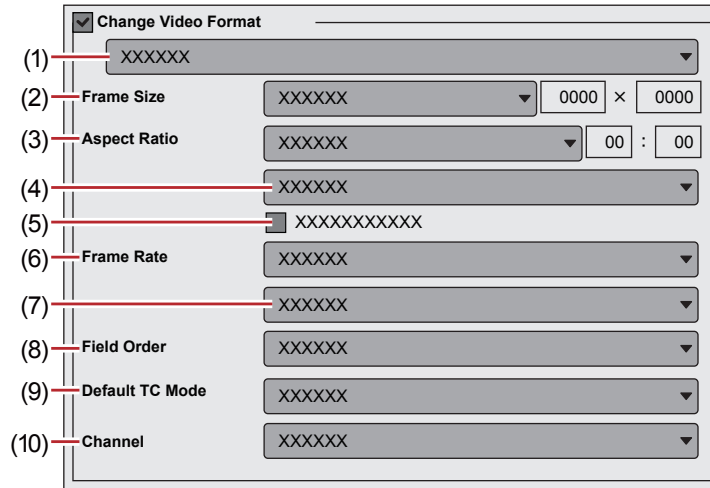 Change Video Format
(1) XXXXXX
(2) Frame Size XXXXXX 0000 × 0000
(3) Aspect Ratio XXXXXX 00 : 00
(4) XXXXXX
(5) XXXXXXXXXXX
(6) Frame Rate XXXXXX
(7) XXXXXX
(8) Field Order XXXXXX
(9) Default TC Mode XXXXXX
(10) Channel XXXXXX